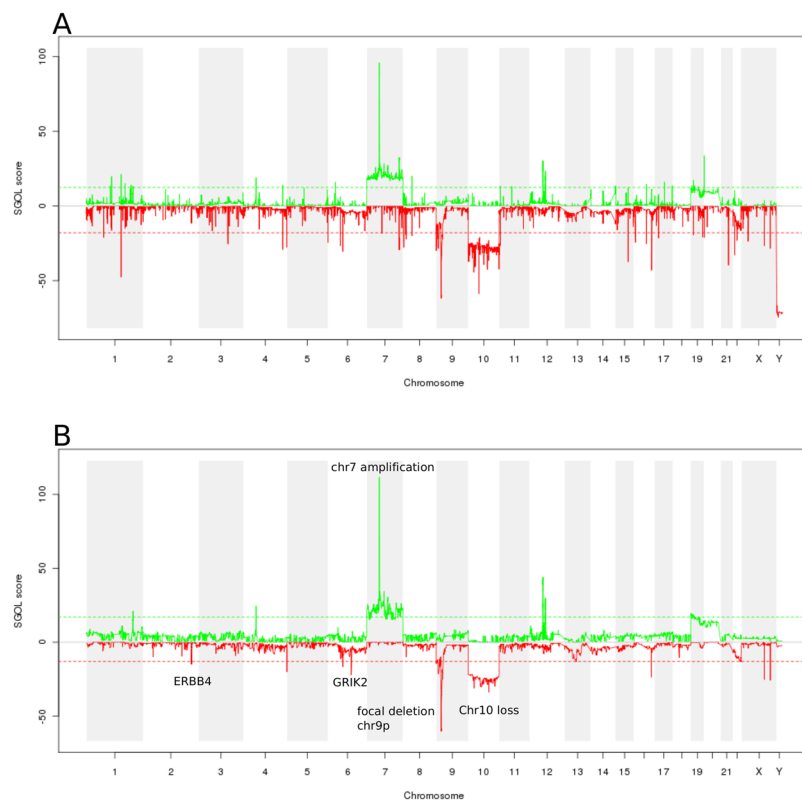 A
100
50
0
-50
SGOL score
1 2 3 4 5 6 7 8 9 10 11 12 13 14 15 17 19 21 X Y
Chromosome
B
chr7 amplification
100
50
0
-50
SGOL score
ERBB4
GRIK2
focal deletion
chr9p
Chr10 loss
1 2 3 4 5 6 7 8 9 10 11 12 13 14 15 17 19 21 X Y
Chromosome